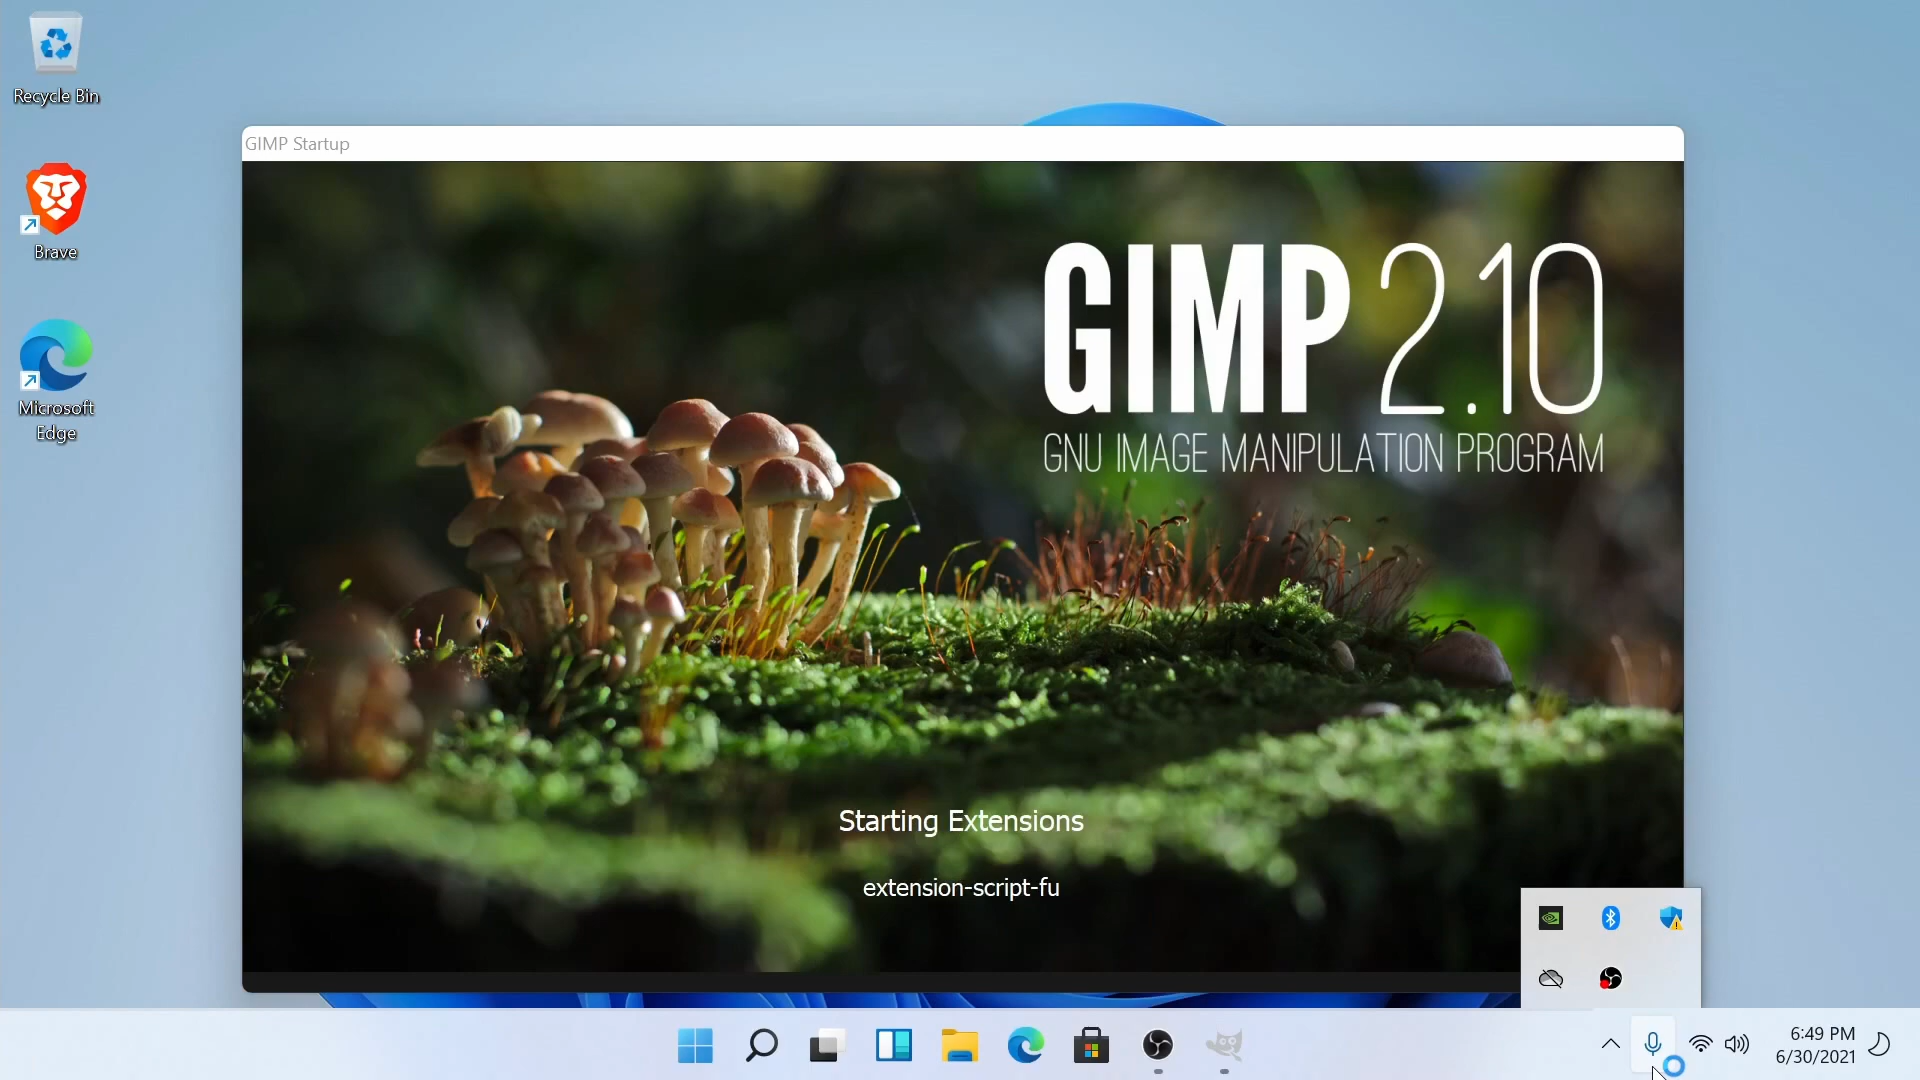 Recycle Bin
Brave
Microsoft
Edge
GIMP Startup
GIMP 2.10
GNU IMAGE MANIPULATION PROGRAM
Starting Extensions
extension-script-fu
6:49 PM
6/30/2021